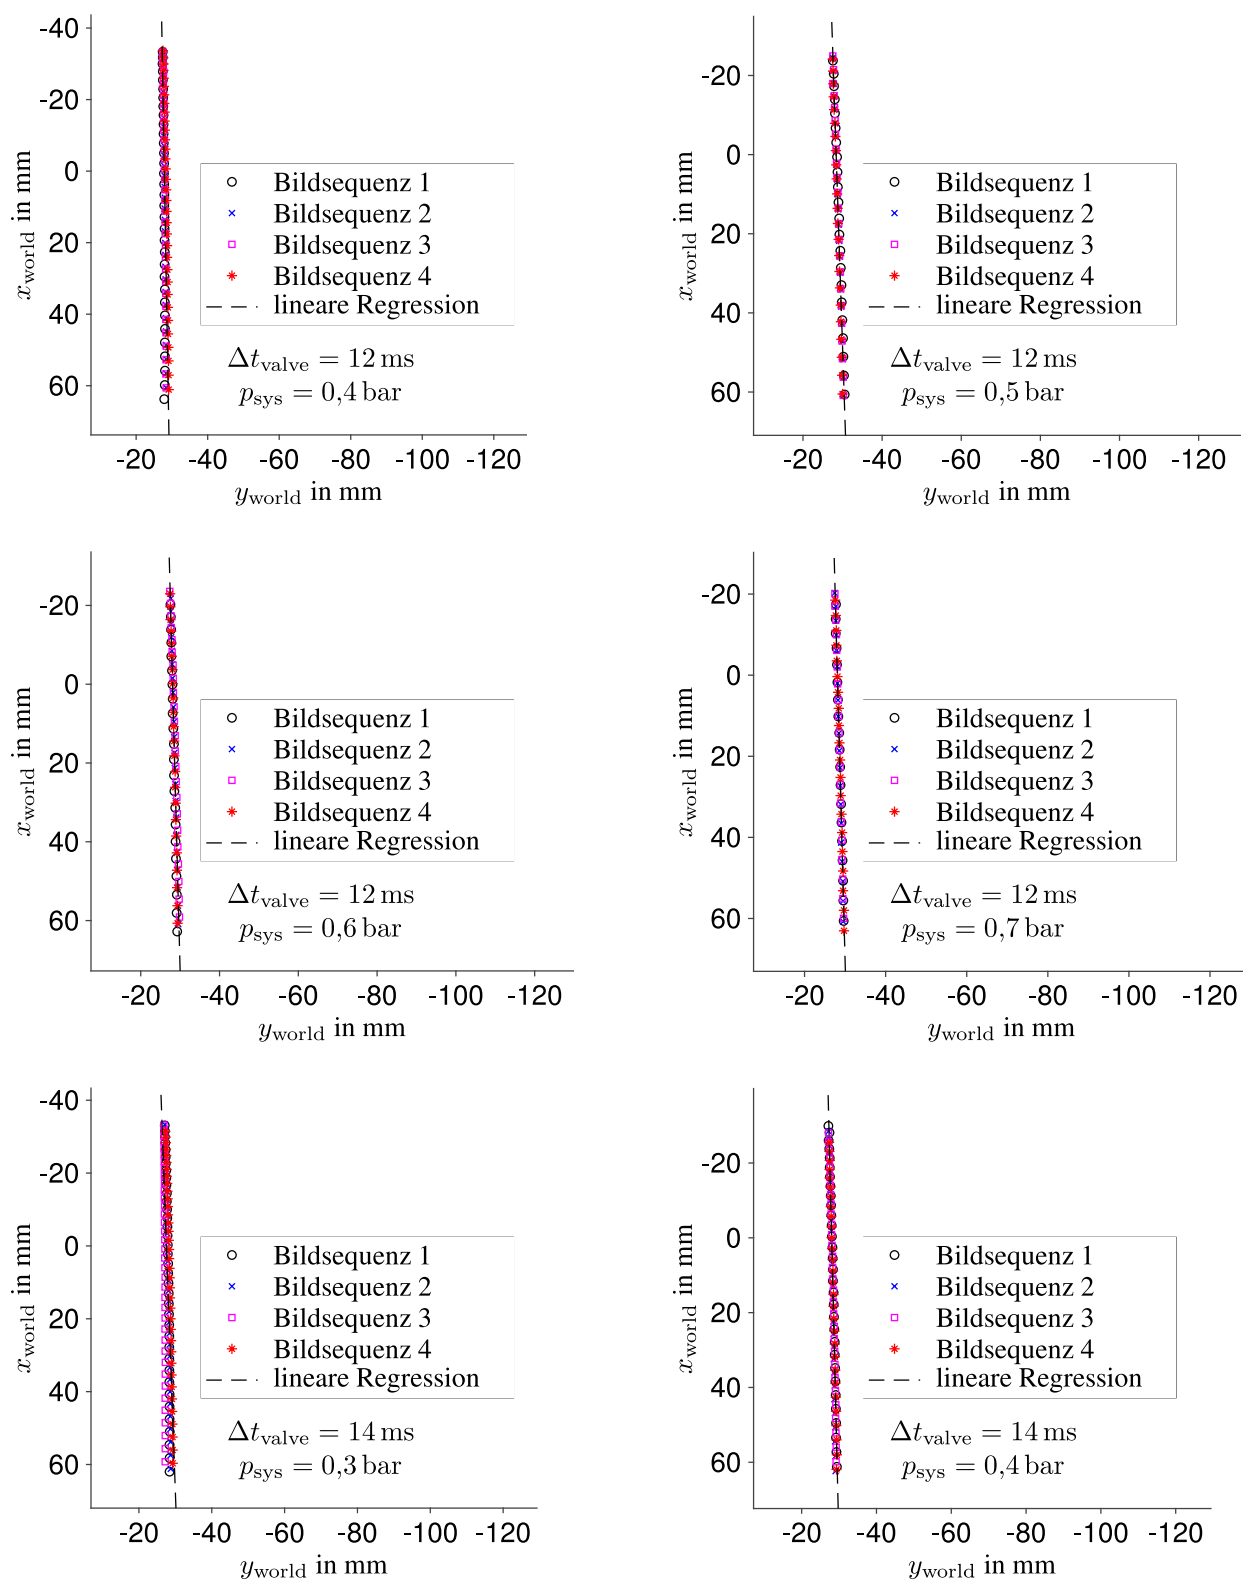 -40
-20
0
20
40
60
x_world in mm
Bildsequenz 1
Bildsequenz 2
Bildsequenz 3
Bildsequenz 4
lineare Regression
Δt_valve = 12 ms
p_sys = 0,4 bar
-20 -40 -60 -80 -100 -120
y_world in mm
-20
0
20
40
60
x_world in mm
Bildsequenz 1
Bildsequenz 2
Bildsequenz 3
Bildsequenz 4
lineare Regression
Δt_valve = 12 ms
p_sys = 0,5 bar
-20 -40 -60 -80 -100 -120
y_world in mm
-20
0
20
40
60
x_world in mm
Bildsequenz 1
Bildsequenz 2
Bildsequenz 3
Bildsequenz 4
lineare Regression
Δt_valve = 12 ms
p_sys = 0,6 bar
-20 -40 -60 -80 -100 -120
y_world in mm
-20
0
20
40
60
x_world in mm
Bildsequenz 1
Bildsequenz 2
Bildsequenz 3
Bildsequenz 4
lineare Regression
Δt_valve = 12 ms
p_sys = 0,7 bar
-20 -40 -60 -80 -100 -120
y_world in mm
-40
-20
0
20
40
60
x_world in mm
Bildsequenz 1
Bildsequenz 2
Bildsequenz 3
Bildsequenz 4
lineare Regression
Δt_valve = 14 ms
p_sys = 0,3 bar
-20 -40 -60 -80 -100 -120
y_world in mm
-20
0
20
40
60
x_world in mm
Bildsequenz 1
Bildsequenz 2
Bildsequenz 3
Bildsequenz 4
lineare Regression
Δt_valve = 14 ms
p_sys = 0,4 bar
-20 -40 -60 -80 -100 -120
y_world in mm